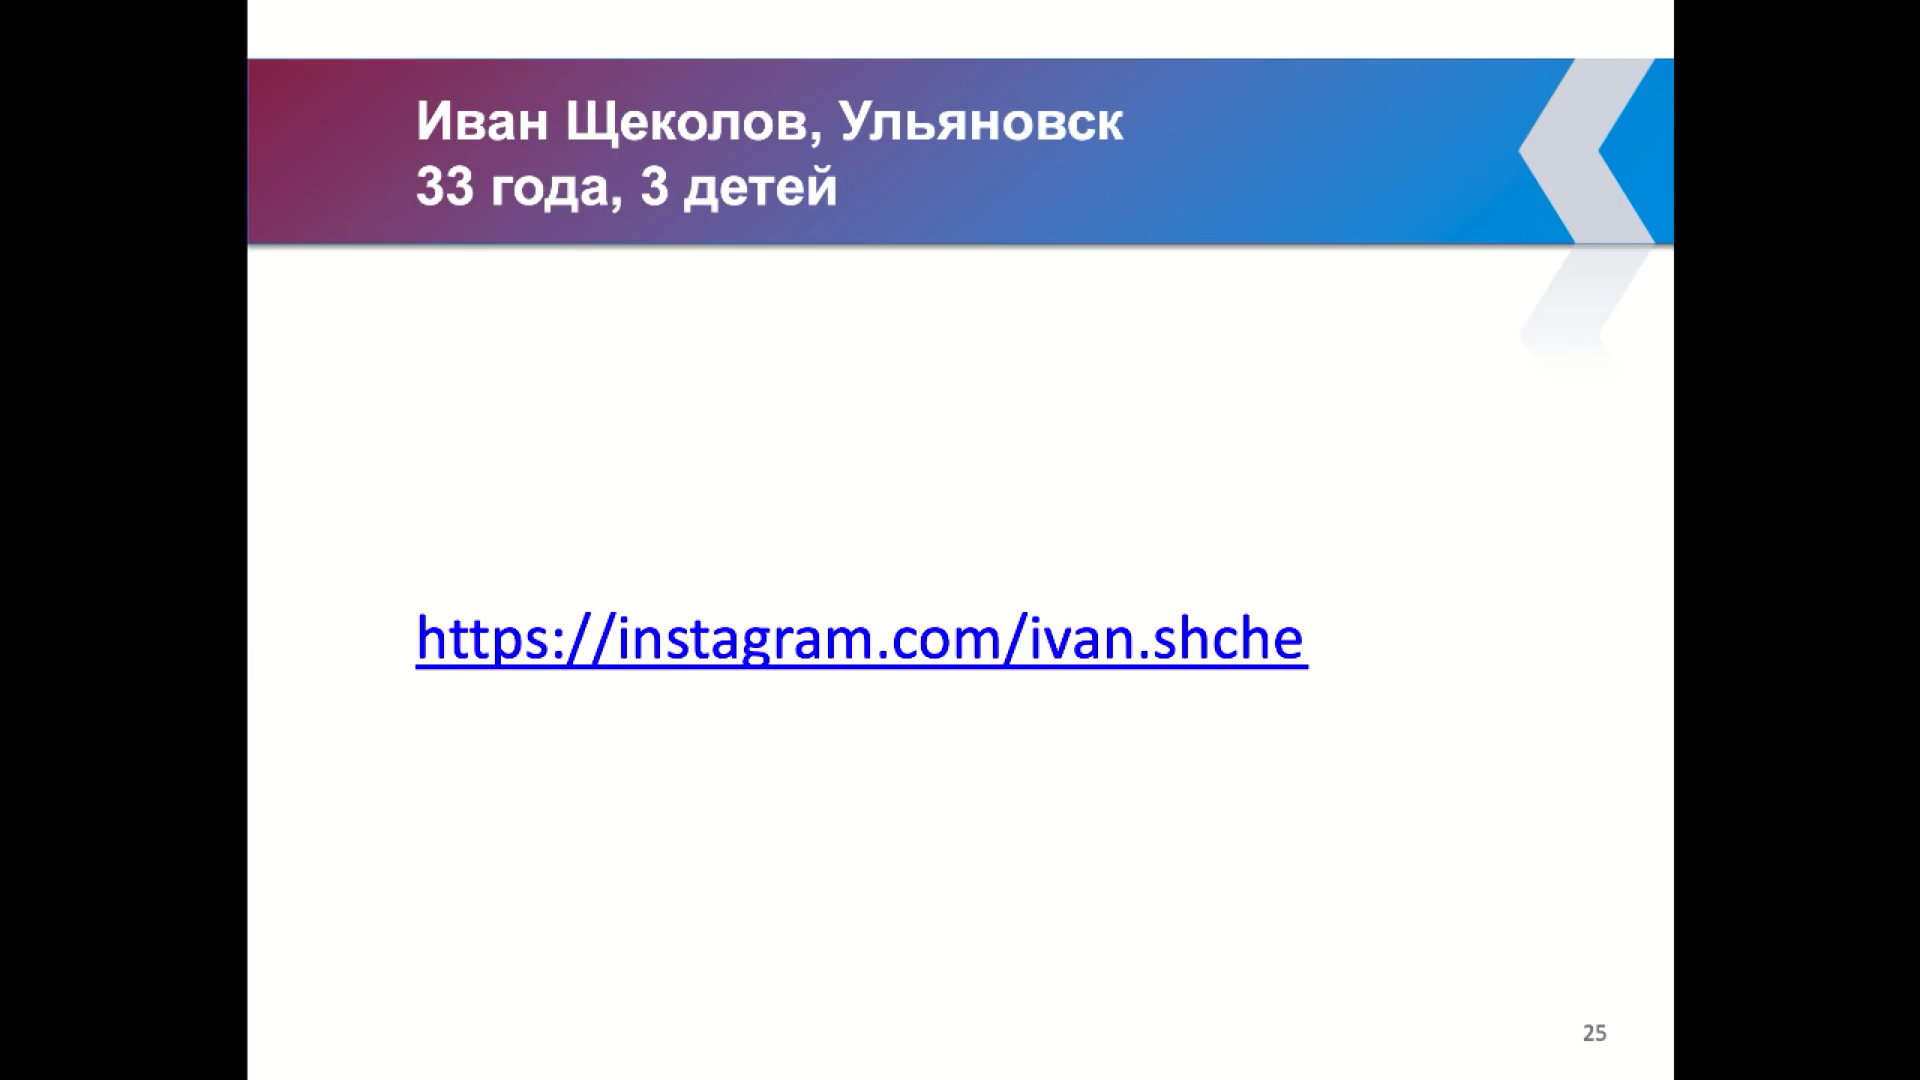 Иван Щеколов, Ульяновск
33 года, 3 детей
https://instagram.com/ivan.shche
25